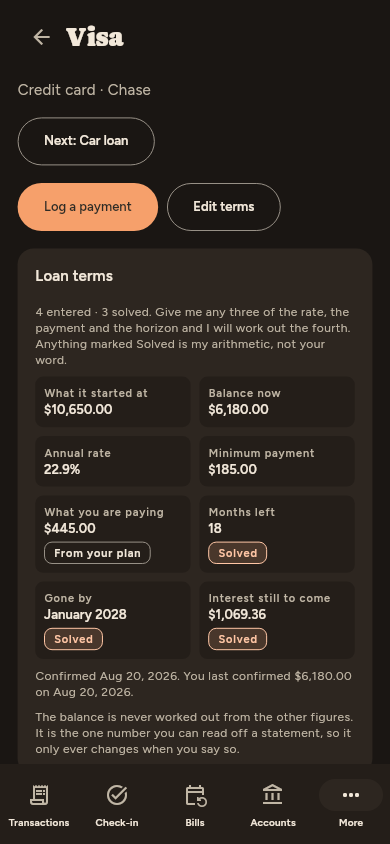 Visa
Credit card · Chase
Next: Car loan
Log a payment
Edit terms
Loan terms
4 entered · 3 solved. Give me any three of the rate, the
payment and the horizon and I will work out the fourth.
Anything marked Solved is my arithmetic, not your
word.
What it started at
$10,650.00
Balance now
$6,180.00
Annual rate
22.9%
Minimum payment
$185.00
What you are paying
$445.00
From your plan
Months left
18
Solved
Gone by
January 2028
Solved
Interest still to come
$1,069.36
Solved
Confirmed Aug 20, 2026. You last confirmed $6,180.00
on Aug 20, 2026.
The balance is never worked out from the other figures.
It is the one number you can read off a statement, so it
only ever changes when you say so.
Transactions
Check-in
Bills
Accounts
More